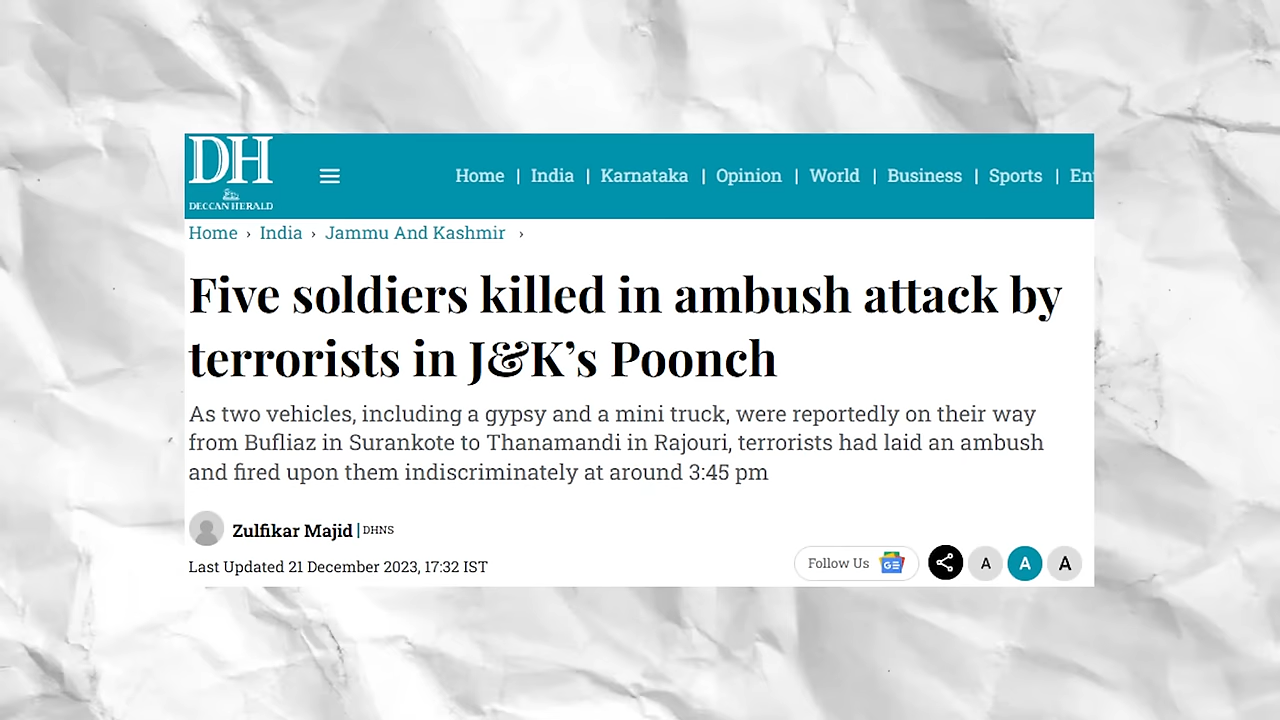 DH
DECCAN HERALD
Home | India | Karnataka | Opinion | World | Business | Sports | En
Home › India › Jammu And Kashmir ›
Five soldiers killed in ambush attack by
terrorists in J&K’s Poonch
As two vehicles, including a gypsy and a mini truck, were reportedly on their way
from Bufliaz in Surankote to Thanamandi in Rajouri, terrorists had laid an ambush
and fired upon them indiscriminately at around 3:45 pm
Zulfikar Majid | DHNS
Last Updated 21 December 2023, 17:32 IST
Follow Us GE A A A